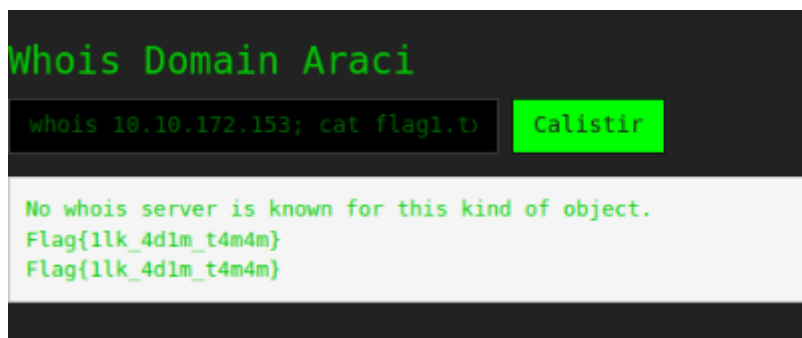 Whois Domain Araci
whois 10.10.172.153; cat flag1.t
Calistir
No whois server is known for this kind of object.
Flag{1lk_4d1m_t4m4m}
Flag{1lk_4d1m_t4m4m}